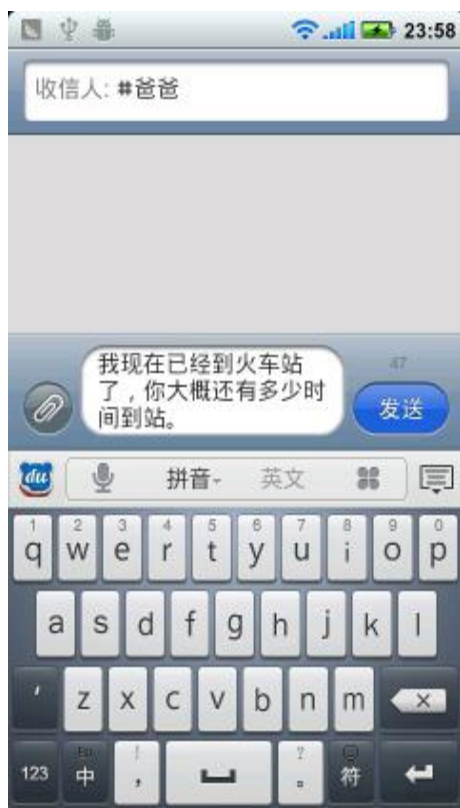 23:58
收信人: #爸爸
我现在已经到火车站
了，你大概还有多少时
间到站。
47
发送
du
拼音
英文
1 2 3 4 5 6 7 8 9 0
q w e r t y u i o p
a s d f g h j k l
' z x c v b n m
123 En 中 ! , ? 。 符